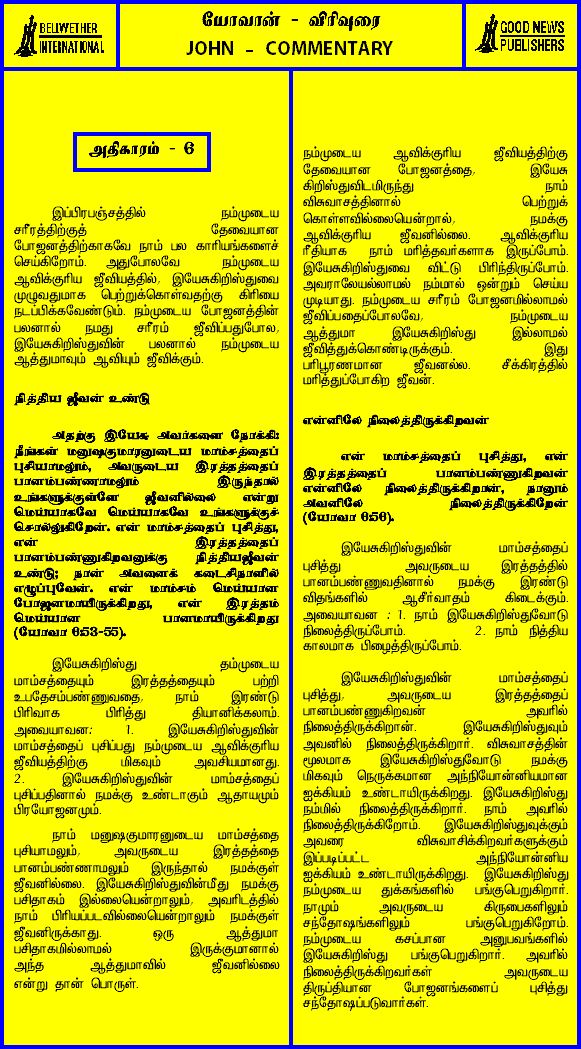 BELWETHER
INTERNATIONAL
யோவான் - விரிவுரை
JOHN - COMMENTARY
GOOD NEWS
PUBLISHERS
அதிகாரம் - 6
இப்பிரபஞ்சத்தில் நம்முடைய
சரீரத்திற்குத் தேவையான
போஜனத்திற்காகவே நாம் பல காரியங்களைச்
செய்கிறோம். அதுபோலவே நம்முடைய
ஆவிக்குரிய ஜீவியத்தில், இயேசுகிறிஸ்துவை
முழுவதுமாக பெற்றுக்கொள்வதற்கு கிரியை
நடப்பிக்கவேண்டும். நம்முடைய போஜனத்தின்
பலனால் நமது சரீரம் ஜீவிப்பதுபோல,
இயேசுகிறிஸ்துவின் பலனால் நம்முடைய
ஆத்துமாவும் ஆவியும் ஜீவிக்கும்.
நித்திய ஜீவன் உண்டு
அதற்கு இயேசு அவர்களை நோக்கி:
நீங்கள் மனுஷகுமாரனுடைய மாம்சத்தைப்
புசியாமலும், அவருடைய இரத்தத்தைப்
பானம்பண்ணாமலும் இருந்தால்
உங்களுக்குள்ளே ஜீவனில்லை என்று
மெய்யாகவே மெய்யாகவே உங்களுக்குச்
சொல்லுகிறேன். என் மாம்சத்தைப் புசித்து,
என் இரத்தத்தைப்
பானம்பண்ணுகிறவனுக்கு நித்தியஜீவன்
உண்டு; நான் அவனைக் கடைசிநாளில்
எழுப்புவேன். என் மாம்சம் மெய்யான
போஜனமாயிருக்கிறது, என் இரத்தம்
மெய்யான பானமாயிருக்கிறது
(யோவா 6:53-55).
இயேசுகிறிஸ்து தம்முடைய
மாம்சத்தையும் இரத்தத்தையும் பற்றி
உபதேசம்பண்ணுவதை, நாம் இரண்டு
பிரிவாக பிரித்து தியானிக்கலாம்.
அவையாவன: 1. இயேசுகிறிஸ்துவின்
மாம்சத்தைப் புசிப்பது நம்முடைய ஆவிக்குரிய
ஜீவியத்திற்கு மிகவும் அவசியமானது.
2. இயேசுகிறிஸ்துவின் மாம்சத்தைப்
புசிப்பதினால் நமக்கு உண்டாகும் ஆதாயமும்
பிரயோஜனமும்.
நாம் மனுஷகுமாரனுடைய மாம்சத்தை
புசியாமலும், அவருடைய இரத்தத்தை
பானம்பண்ணாமலும் இருந்தால் நமக்குள்
ஜீவனில்லை. இயேசுகிறிஸ்துவின்மீது நமக்கு
பசிதாகம் இல்லையென்றாலும், அவரிடத்தில்
நாம் பிரியப்படவில்லையென்றாலும் நமக்குள்
ஜீவனிருக்காது. ஒரு ஆத்துமா
பசிதாகமில்லாமல் இருக்குமானால்
அந்த ஆத்துமாவில் ஜீவனில்லை
என்று தான் பொருள்.
நம்முடைய ஆவிக்குரிய ஜீவியத்திற்கு
தேவையான போஜனத்தை, இயேசு
கிறிஸ்துவிடமிருந்து நாம்
விசுவாசத்தினால் பெற்றுக்
கொள்ளவில்லையென்றால், நமக்கு
ஆவிக்குரிய ஜீவனில்லை. ஆவிக்குரிய
ரீதியாக நாம் மரித்தவர்களாக இருப்போம்.
இயேசுகிறிஸ்துவை விட்டு பிரிந்திருப்போம்.
அவராலேயல்லாமல் நம்மால் ஒன்றும் செய்ய
முடியாது. நம்முடைய சரீரம் போஜனமில்லாமல்
ஜீவிப்பதைப்போலவே, நம்முடைய
ஆத்துமா இயேசுகிறிஸ்து இல்லாமல்
ஜீவித்துக்கொண்டிருக்கும். இது
பரிபூரணமான ஜீவனல்ல. சீக்கிரத்தில்
மரித்துப்போகிற ஜீவன்.
என்னிலே நிலைத்திருக்கிறவன்
என் மாம்சத்தைப் புசித்து, என்
இரத்தத்தைப் பானம்பண்ணுகிறவன்
என்னிலே நிலைத்திருக்கிறான், நானும்
அவனிலே நிலைத்திருக்கிறேன்
(யோவா 6:56).
இயேசுகிறிஸ்துவின் மாம்சத்தைப்
புசித்து அவருடைய இரத்தத்தில்
பானம்பண்ணுவதினால் நமக்கு இரண்டு
விதங்களில் ஆசீர்வாதம் கிடைக்கும்.
அவையாவன : 1. நாம் இயேசுகிறிஸ்துவோடு
நிலைத்திருப்போம். 2. நாம் நித்திய
காலமாக பிழைத்திருப்போம்.
இயேசுகிறிஸ்துவின் மாம்சத்தைப்
புசித்து, அவருடைய இரத்தத்தைப்
பானம்பண்ணுகிறவன் அவரில்
நிலைத்திருக்கிறான். இயேசுகிறிஸ்துவும்
அவனில் நிலைத்திருக்கிறார். விசுவாசத்தின்
மூலமாக இயேசுகிறிஸ்துவோடு நமக்கு
மிகவும் நெருக்கமான அந்நியோன்னியமான
ஐக்கியம் உண்டாயிருக்கிறது. இயேசுகிறிஸ்து
நம்மில் நிலைத்திருக்கிறார். நாம் அவரில்
நிலைத்திருக்கிறோம். இயேசுகிறிஸ்துவுக்கும்
அவரை விசுவாசிக்கிறவர்களுக்கும்
இப்படிப்பட்ட அந்நியோன்னிய
ஐக்கியம் உண்டாயிருக்கிறது. இயேசுகிறிஸ்து
நம்முடைய துக்கங்களில் பங்குபெறுகிறார்.
நாமும் அவருடைய கிருபைகளிலும்
சந்தோஷங்களிலும் பங்குபெறுகிறோம்.
நம்முடைய கசப்பான அனுபவங்களில்
இயேசுகிறிஸ்து பங்குபெறுகிறார். அவரில்
நிலைத்திருக்கிறவர்கள் அவருடைய
திருப்தியான போஜனங்களைப் புசித்து
சந்தோஷப்படுவார்கள்.